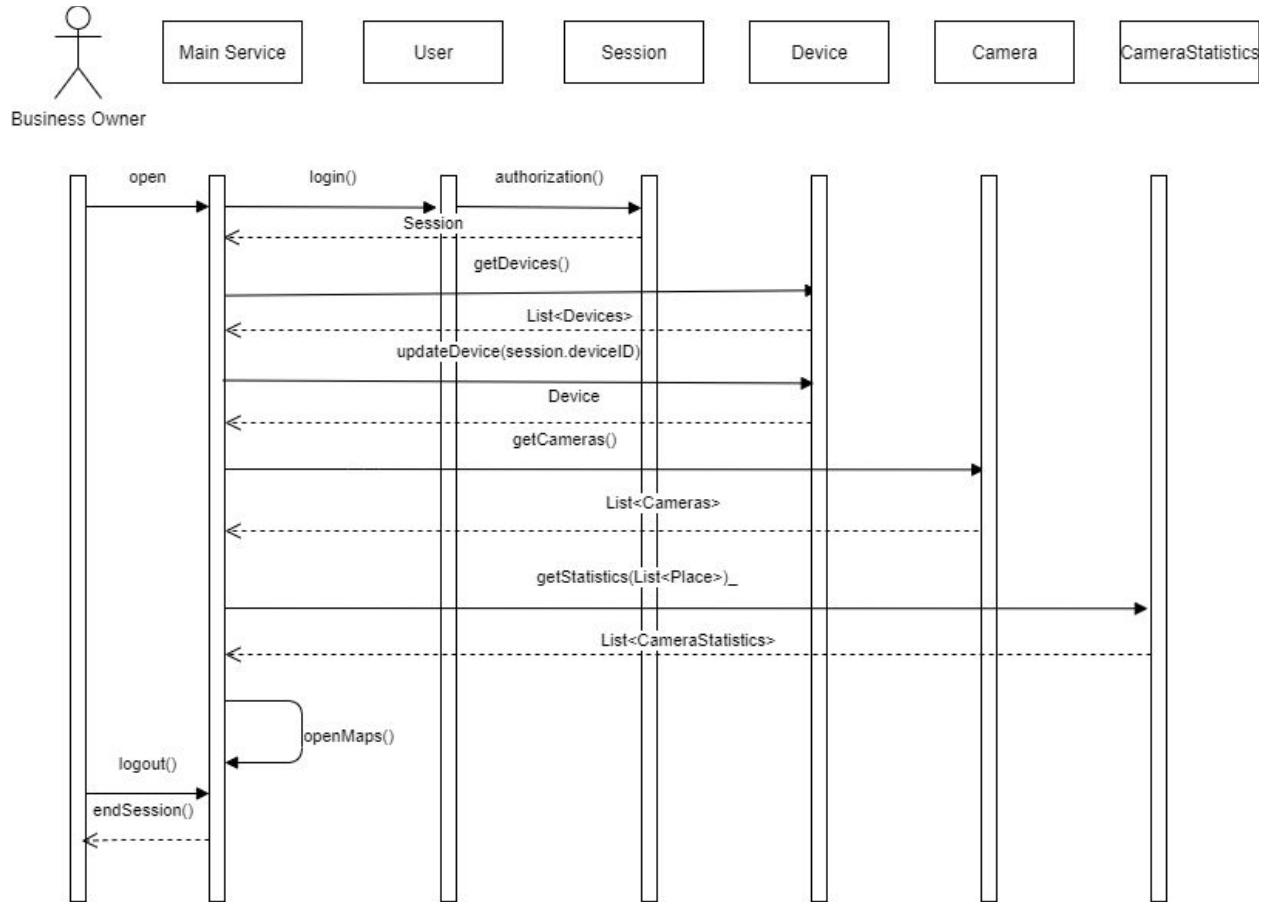 Main Service
User
Session
Device
Camera
CameraStatistics
Business Owner
open
login()
authorization()
Session
getDevices()
List<Devices>
updateDevice(session.deviceID)
Device
getCameras()
List<Cameras>
getStatistics(List<Place>)_
List<CameraStatistics>
openMaps()
logout()
endSession()